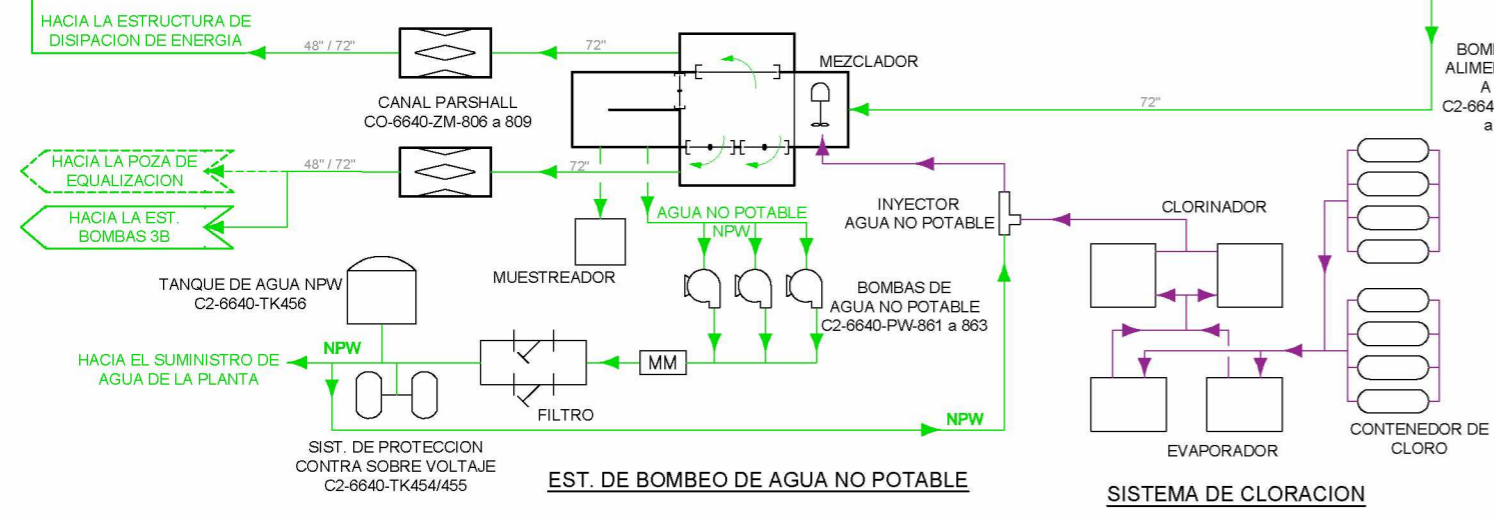 HACIA LA ESTRUCTURA DE
DISIPACION DE ENERGIA
48" / 72"
72"
MEZCLADOR
CANAL PARSHALL
CO-6640-ZM-806 a 809
72"
BOM
ALIME
A
C2-664
a
HACIA LA POZA DE
EQUALIZACION
48" / 72"
72"
HACIA LA EST.
BOMBAS 3B
MUESTREADOR
AGUA NO POTABLE
NPW
INYECTOR
AGUA NO POTABLE
CLORINADOR
TANQUE DE AGUA NPW
C2-6640-TK456
BOMBAS DE
AGUA NO POTABLE
C2-6640-PW-861 a 863
HACIA EL SUMINISTRO DE
AGUA DE LA PLANTA
NPW
MM
FILTRO
NPW
SIST. DE PROTECCION
CONTRA SOBRE VOLTAJE
C2-6640-TK454/455
EVAPORADOR
CONTENEDOR DE
CLORO
EST. DE BOMBEO DE AGUA NO POTABLE
SISTEMA DE CLORACION